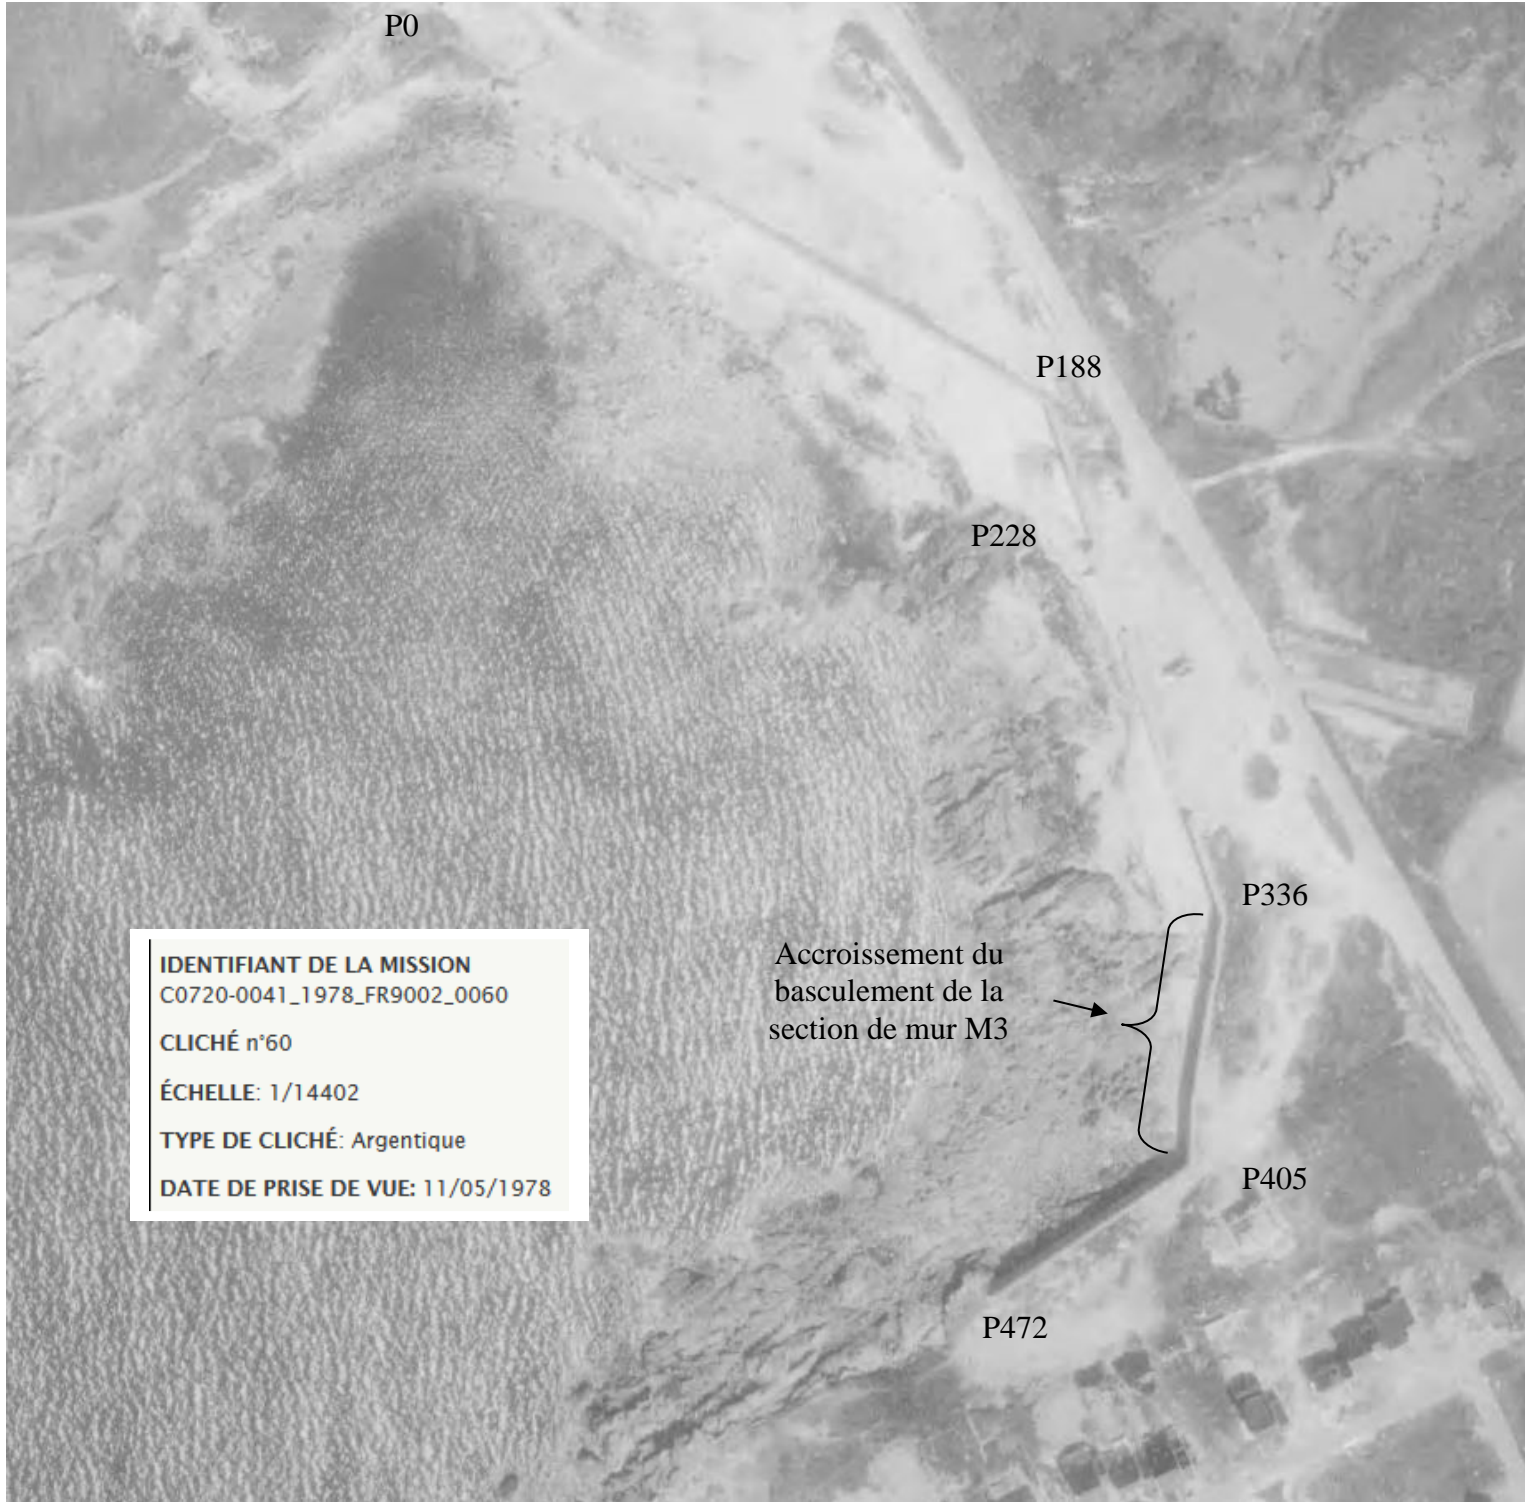 P0
P188
P228
P336
Accroissement du
basculement de la
section de mur M3
IDENTIFIANT DE LA MISSION
C0720-0041_1978_FR9002_0060
CLICHÉ n°60
ÉCHELLE: 1/14402
TYPE DE CLICHÉ: Argentique
DATE DE PRISE DE VUE: 11/05/1978
P405
P472